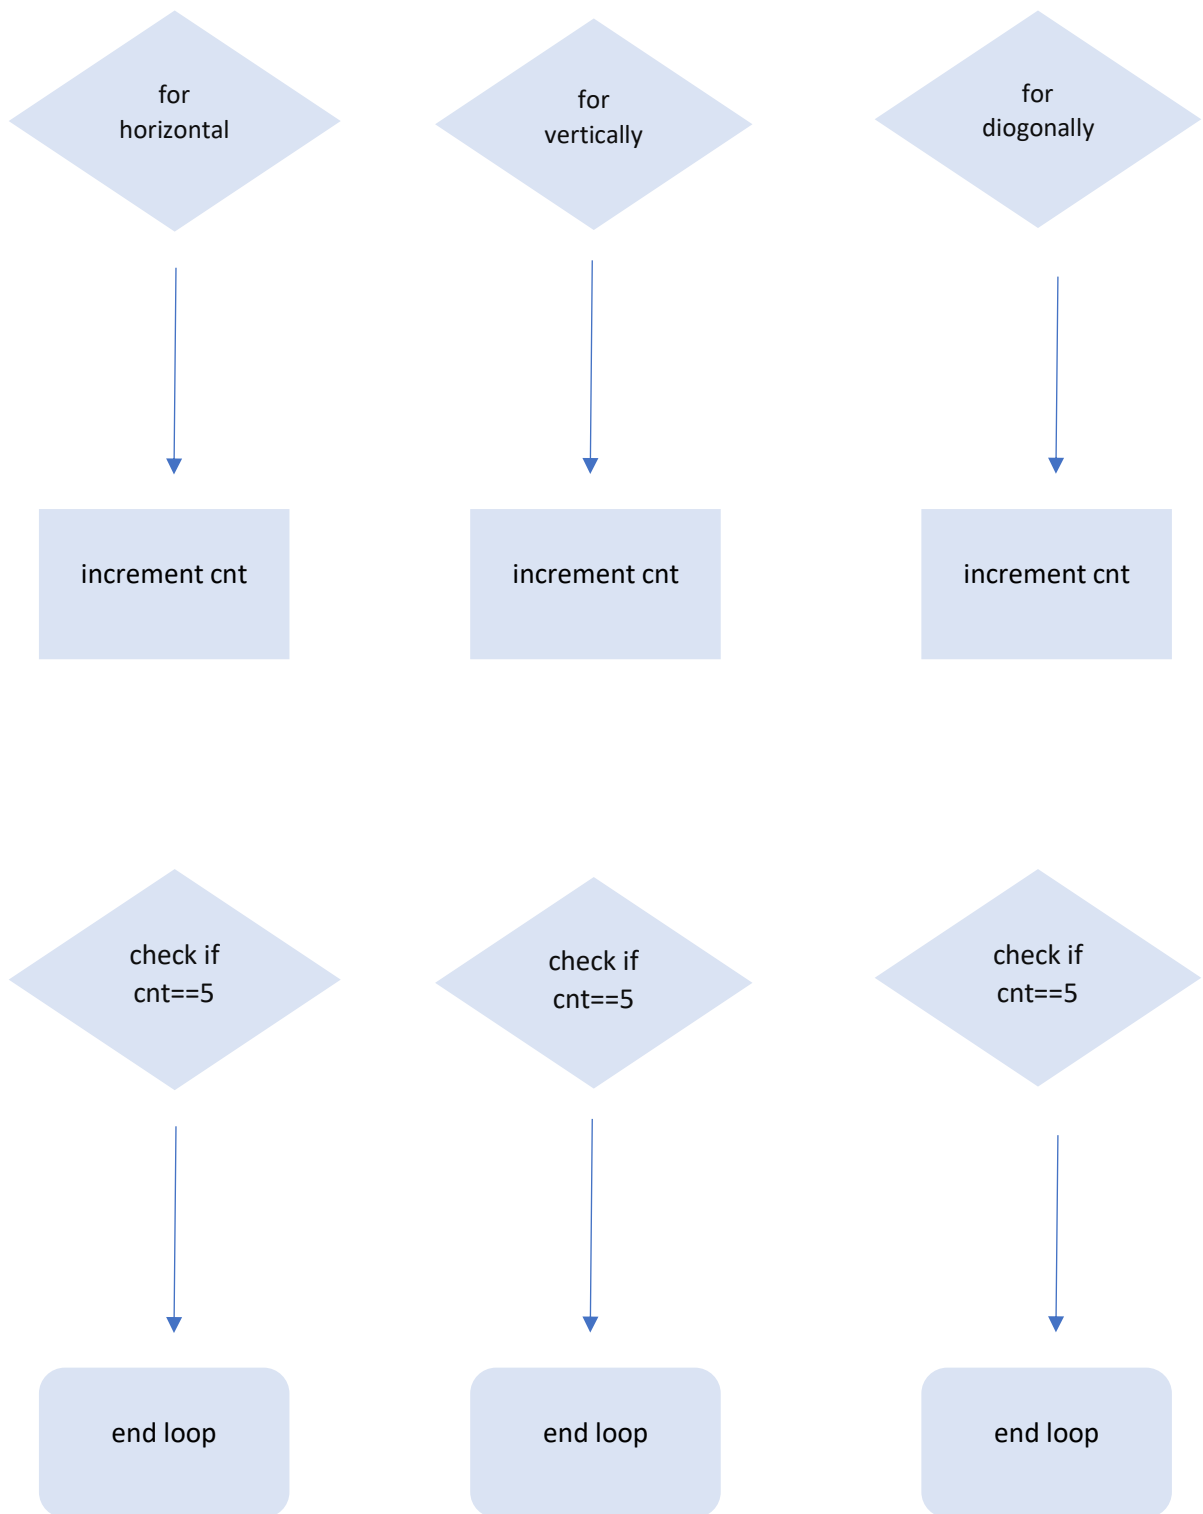 for
horizontal
for
vertically
for
diogonally
increment cnt
increment cnt
increment cnt
check if
cnt==5
check if
cnt==5
check if
cnt==5
end loop
end loop
end loop